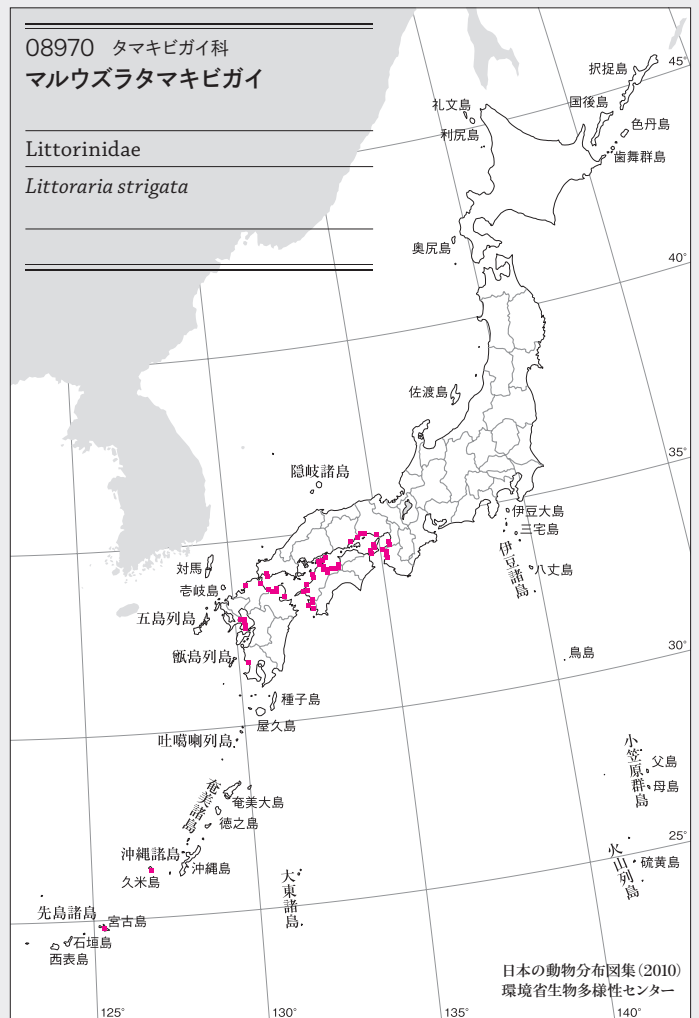 08970 タマキビガイ科
マルウズラタマキビガイ
Littorinidae
Littoraria strigata
択捉島
45°
礼文島
国後島
利尻島
色丹島
歯舞群島
奥尻島
40°
佐渡島
35°
隠岐諸島
伊豆大島
三宅島
伊豆諸島
八丈島
対馬
壱岐島
五島列島
甑島列島
鳥島
30°
種子島
屋久島
吐噶喇列島
小笠原群島
父島
母島
奄美諸島
奄美大島
徳之島
25°
沖縄諸島
沖縄島
久米島
大東諸島
火山列島
硫黄島
先島諸島
宮古島
石垣島
西表島
日本の動物分布図集(2010)
環境省生物多様性センター
125°
130°
135°
140°